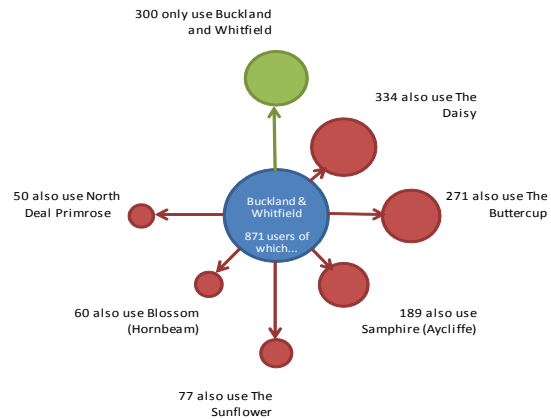 300 only use Buckland
and Whitfield
334 also use The
Daisy
50 also use North
Deal Primrose
Buckland &
Whitfield
871 users of
which...
271 also use The
Buttercup
60 also use Blossom
(Hornbeam)
189 also use
Samphire (Aycliffe)
77 also use The
Sunflower